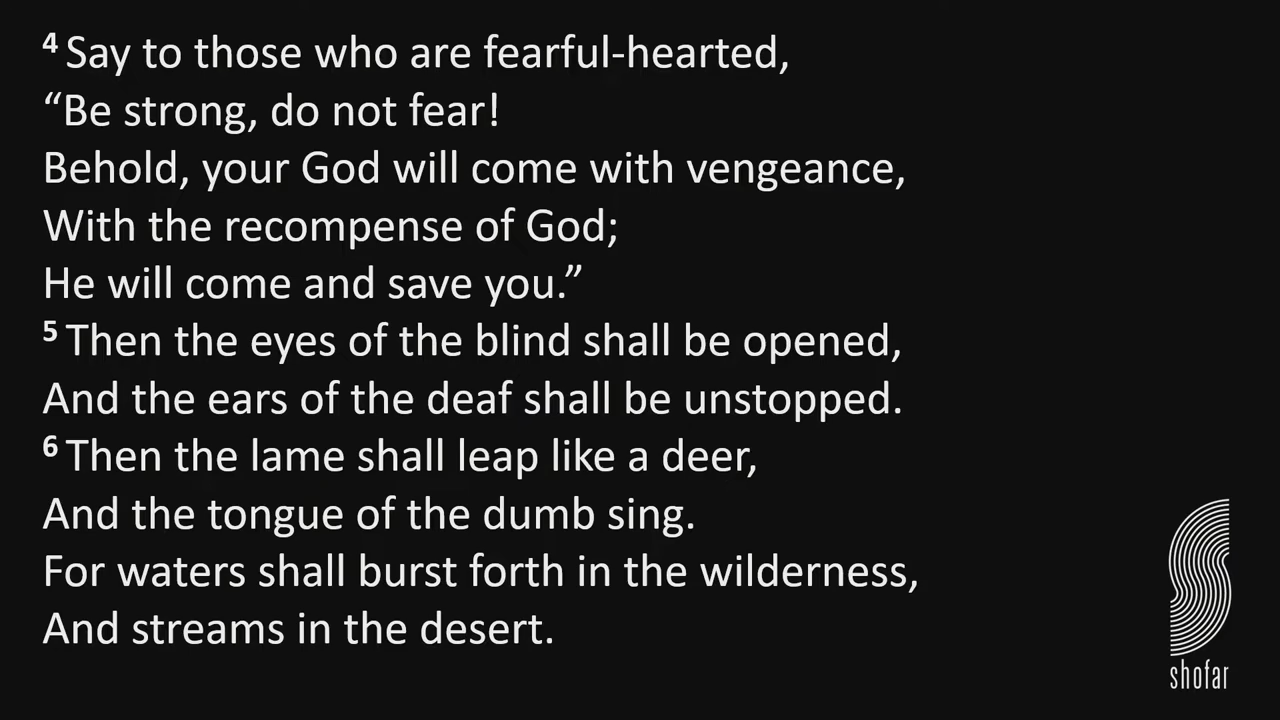 4 Say to those who are fearful-hearted,
“Be strong, do not fear!
Behold, your God will come with vengeance,
With the recompense of God;
He will come and save you.”
5 Then the eyes of the blind shall be opened,
And the ears of the deaf shall be unstopped.
6 Then the lame shall leap like a deer,
And the tongue of the dumb sing.
For waters shall burst forth in the wilderness,
And streams in the desert.
shofar